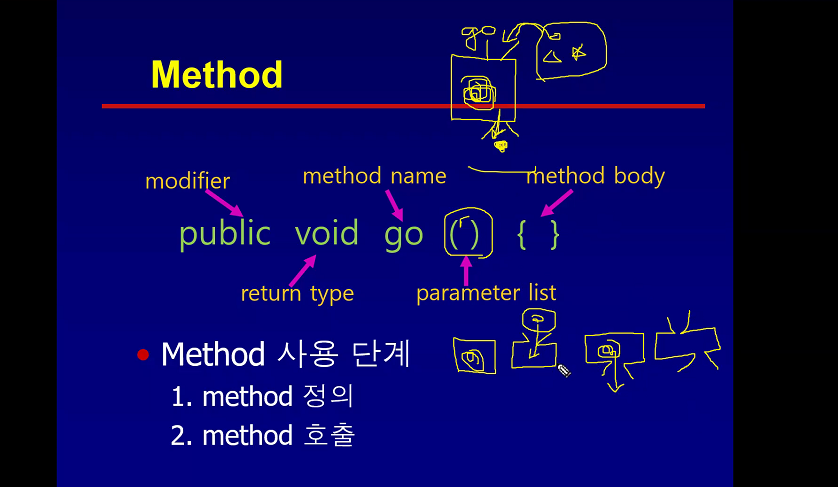 Method
go
modifier
method name
method body
public void go ( ) { }
return type
parameter list
• Method 사용 단계
1. method 정의
2. method 호출